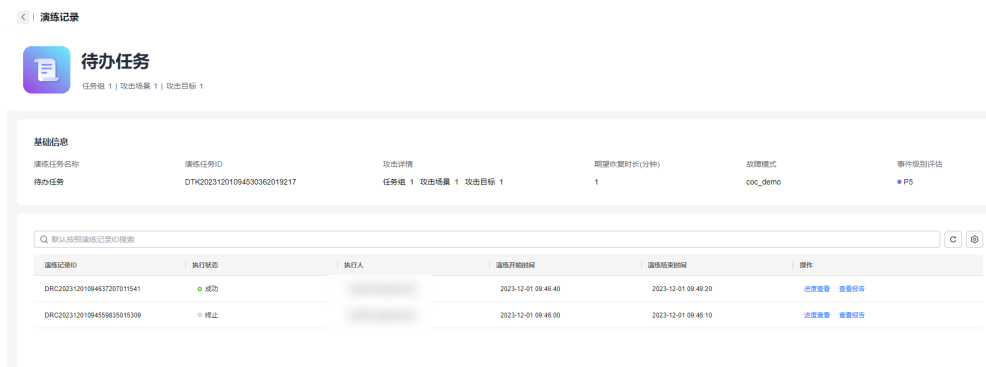 演练记录
待办任务
任务组 1 | 攻击场景 1 | 攻击目标 1
基础信息
演练任务名称 演练任务ID 攻击详情 期望恢复时长(分钟) 故障模式 事件级别评估
待办任务 DTK20231201094530362019217 任务组 1 攻击场景 1 攻击目标 1 1 coc_demo P5
默认按照演练记录ID搜索
演练记录ID 执行状态 执行人 演练开始时间 演练结束时间 操作
DRC20231201094637207011541 成功 2023-12-01 09:46:40 2023-12-01 09:49:20 进度查看 查看报告
DRC20231201094559835015309 终止 2023-12-01 09:46:00 2023-12-01 09:46:10 进度查看 查看报告